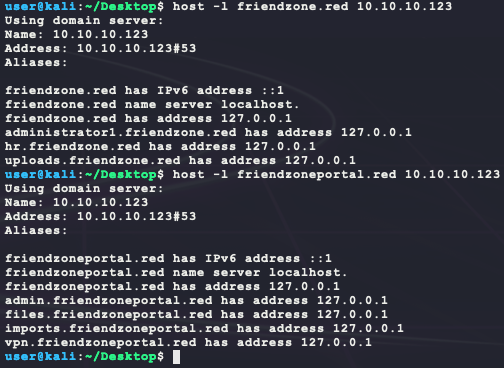 user@kali:~/Desktop$ host -l friendzone.red 10.10.10.123
Using domain server:
Name: 10.10.10.123
Address: 10.10.10.123#53
Aliases:
friendzone.red has IPv6 address ::1
friendzone.red name server localhost.
friendzone.red has address 127.0.0.1
administrator1.friendzone.red has address 127.0.0.1
hr.friendzone.red has address 127.0.0.1
uploads.friendzone.red has address 127.0.0.1
user@kali:~/Desktop$ host -l friendzoneportal.red 10.10.10.123
Using domain server:
Name: 10.10.10.123
Address: 10.10.10.123#53
Aliases:
friendzoneportal.red has IPv6 address ::1
friendzoneportal.red name server localhost.
friendzoneportal.red has address 127.0.0.1
admin.friendzoneportal.red has address 127.0.0.1
files.friendzoneportal.red has address 127.0.0.1
imports.friendzoneportal.red has address 127.0.0.1
vpn.friendzoneportal.red has address 127.0.0.1
user@kali:~/Desktop$